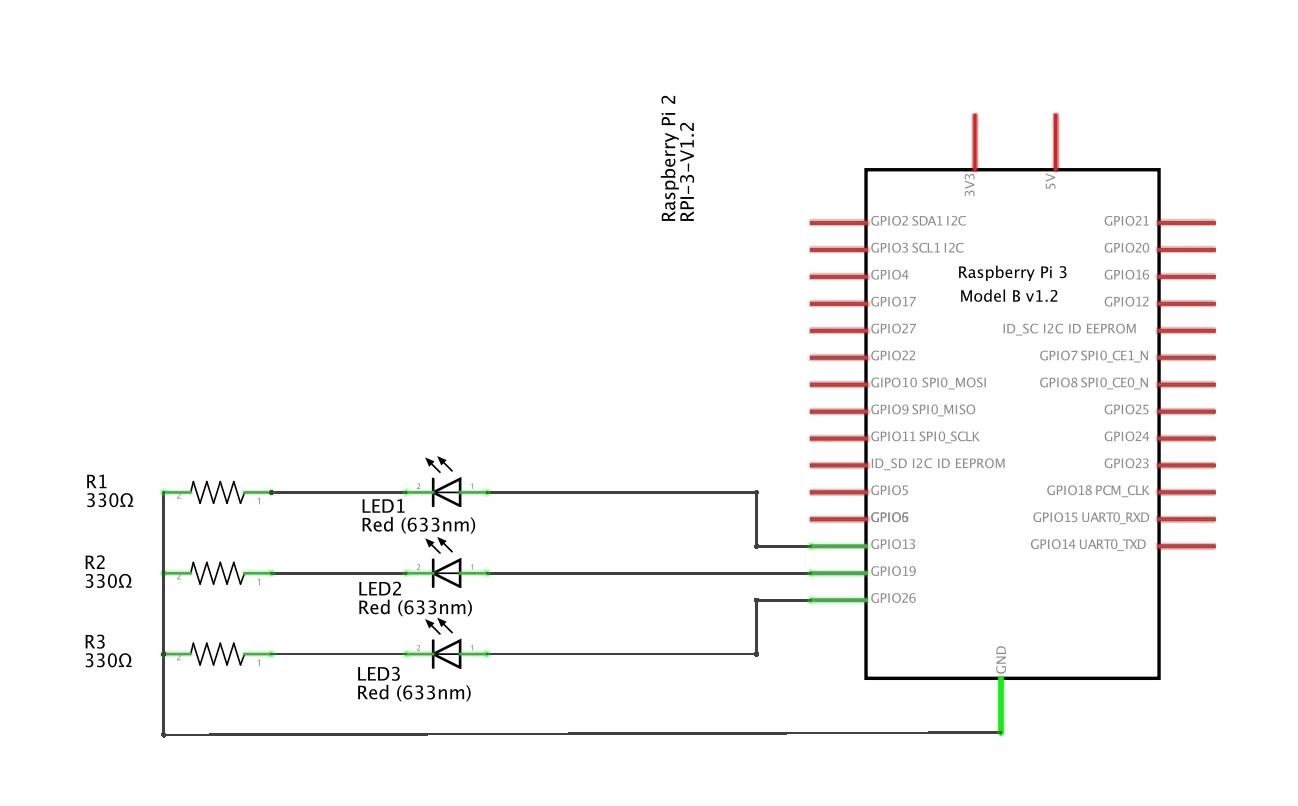 Raspberry Pi 2
RPI-3-V1.2
3V3
5V
GPIO2 SDA1 I2C
GPIO3 SCL1 I2C
GPIO4
GPIO17
GPIO27
GPIO22
GIPO10 SPI0_MOSI
GPIO9 SPI0_MISO
GPIO11 SPI0_SCLK
ID_SD I2C ID EEPROM
GPIO5
GPIO6
GPIO13
GPIO19
GPIO26
Raspberry Pi 3
Model B v1.2
GPIO21
GPIO20
GPIO16
GPIO12
ID_SC I2C ID EEPROM
GPIO7 SPI0_CE1_N
GPIO8 SPI0_CE0_N
GPIO25
GPIO24
GPIO23
GPIO18 PCM_CLK
GPIO15 UART0_RXD
GPIO14 UART0_TXD
GND
R1
330Ω
2
1
LED1
Red (633nm)
2
1
R2
330Ω
2
1
LED2
Red (633nm)
2
1
R3
330Ω
2
1
LED3
Red (633nm)
2
1